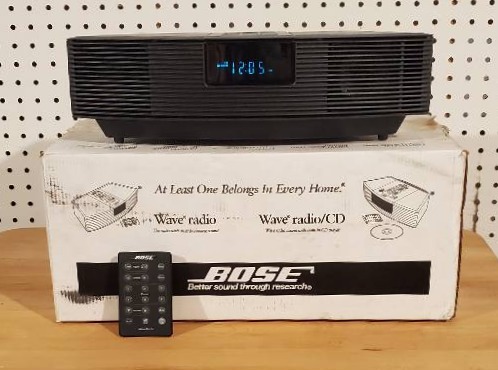 12:05
At Least One Belongs In Every Home.®
Wave® radio Wave® radio/CD
BOSE®
Better sound through research®
BOSE